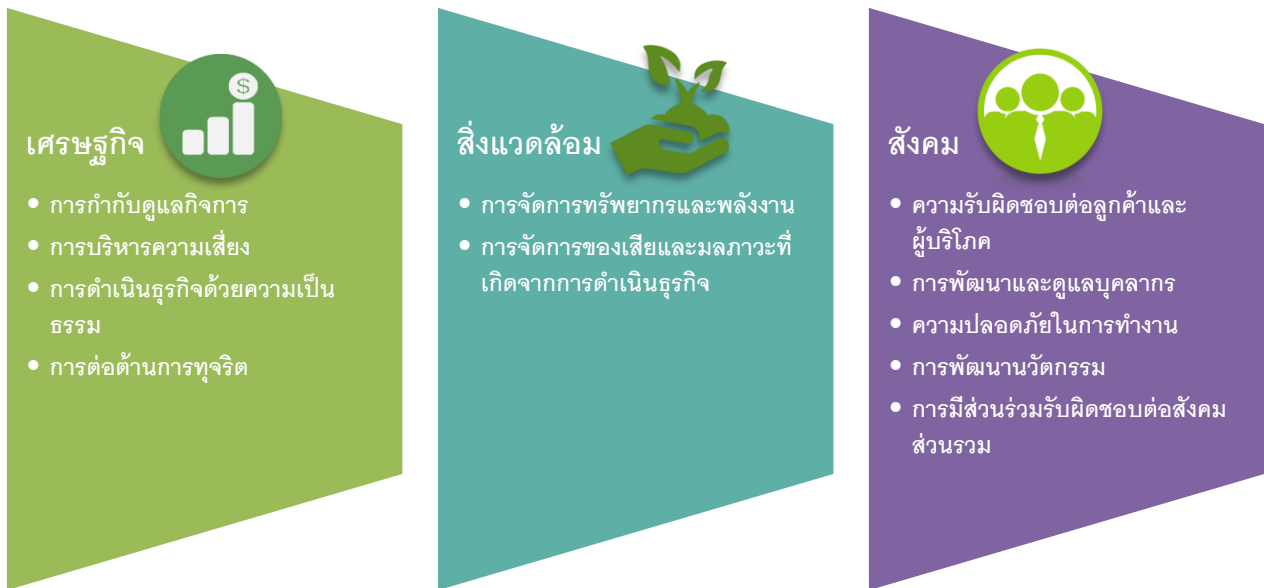 เศรษฐกิจ
$
• การกำกับดูแลกิจการ
• การบริหารความเสี่ยง
• การดำเนินธุรกิจด้วยความเป็น
ธรรม
• การต่อต้านการทุจริต
สิ่งแวดล้อม
• การจัดการทรัพยากรและพลังงาน
• การจัดการของเสียและมลภาวะที่
เกิดจากการดำเนินธุรกิจ
สังคม
• ความรับผิดชอบต่อลูกค้าและ
ผู้บริโภค
• การพัฒนาและดูแลบุคลากร
• ความปลอดภัยในการทำงาน
• การพัฒนานวัตกรรม
• การมีส่วนร่วมรับผิดชอบต่อสังคม
ส่วนรวม